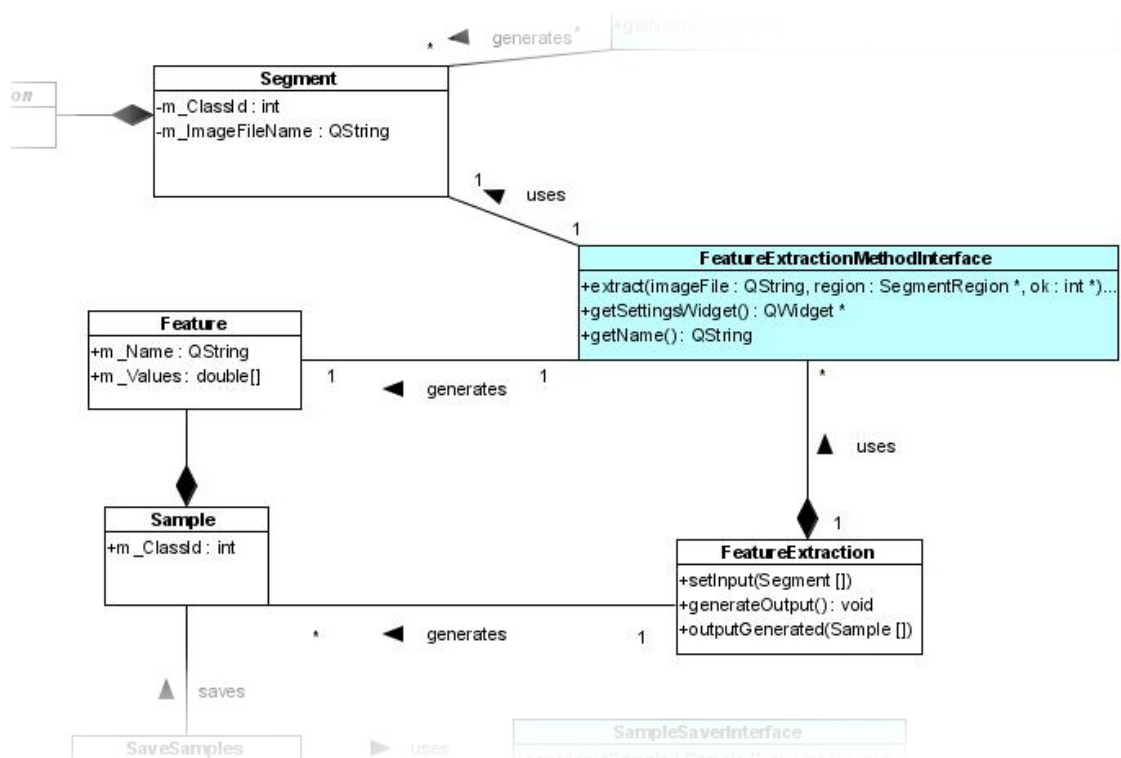 +getName(
* generates *
on
Segment
-m_ClassId : int
-m_ImageFileName : QString
1 uses
1
FeatureExtractionMethodInterface
+extract(imageFile : QString, region : SegmentRegion *, ok : int *)...
+getSettingsWidget() : QWidget *
+getName() : QString
Feature
+m_Name : QString
+m_Values : double[]
1 generates 1
*
uses
1
Sample
+m_ClassId : int
FeatureExtraction
+setInput(Segment [])
+generateOutput() : void
+outputGenerated(Sample [])
* generates 1
saves
SaveSamples
uses
SampleSaverInterface